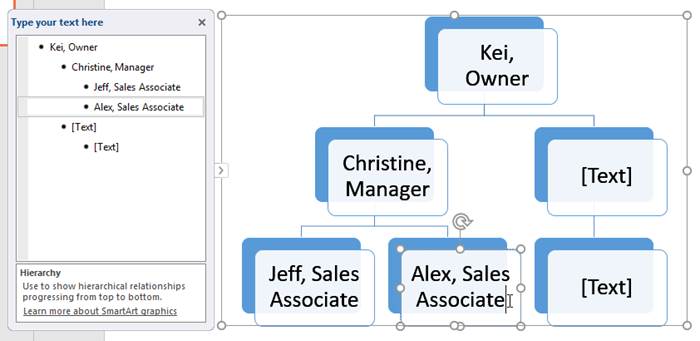 Type your text here
Kei, Owner
Christine, Manager
Jeff, Sales Associate
Alex, Sales Associate
[Text]
[Text]
Hierarchy
Use to show hierarchical relationships
progressing from top to bottom.
Learn more about SmartArt graphics
Kei,
Owner
Christine,
Manager
[Text]
Jeff, Sales
Associate
Alex, Sales
Associate
[Text]